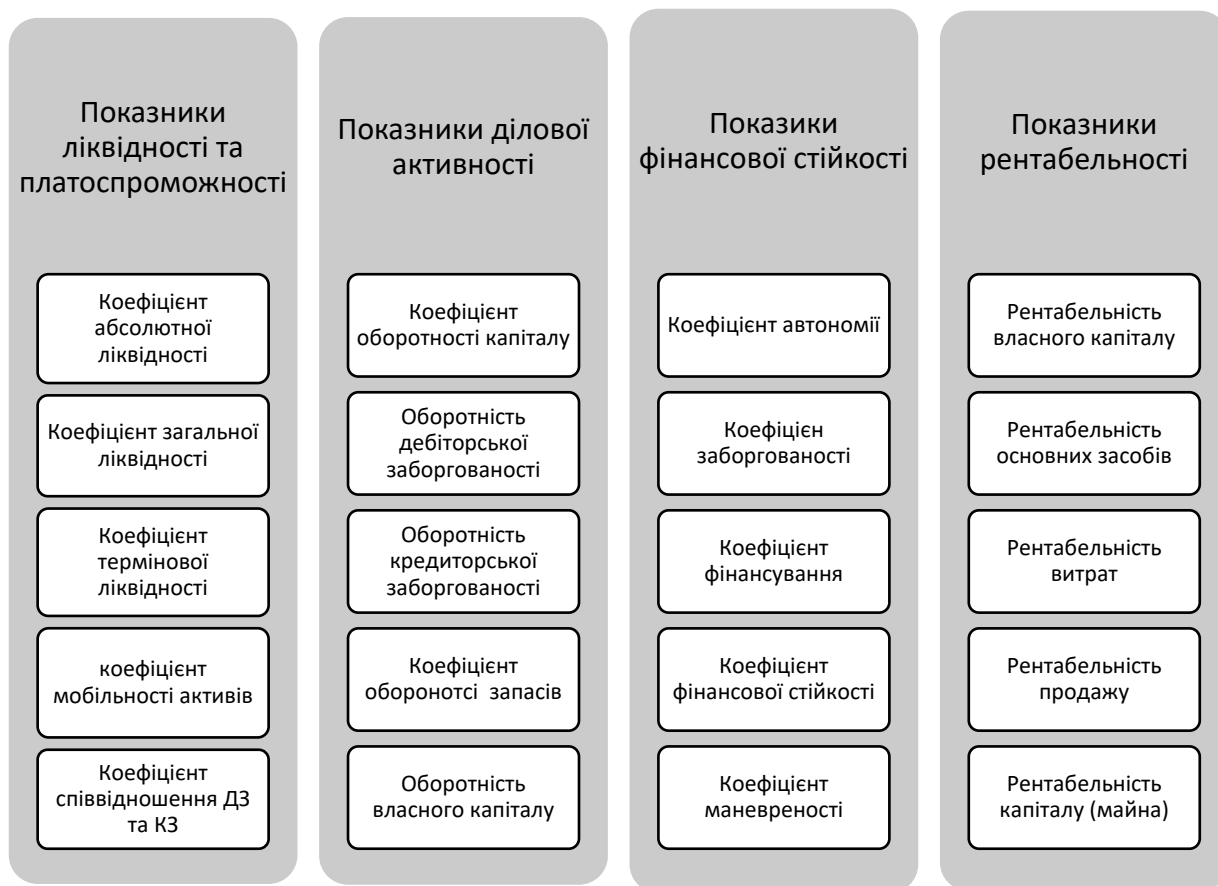 Показники
ліквідності та
платоспроможності
Коефіцієнт
абсолютної
ліквідності
Коефіцієнт загальної
ліквідності
Коефіцієнт
термінової
ліквідності
коефіцієнт
мобільності активів
Коефіцієнт
співвідношення ДЗ
та КЗ
Показники ділової
активності
Коефіцієнт
оборотності капіталу
Оборотність
дебіторської
заборгованості
Оборотність
кредиторської
заборгованості
Коефіцієнт
оборонотсі запасів
Оборотність
власного капіталу
Показики
фінансової стійкості
Коефіцієнт автономії
Коефіцієн
заборгованості
Коефіцієнт
фінансування
Коефіцієнт
фінансової стійкості
Коефіцієнт
маневреності
Показники
рентабельності
Рентабельність
власного капіталу
Рентабельність
основних засобів
Рентабельність
витрат
Рентабельність
продажу
Рентабельність
капіталу (майна)